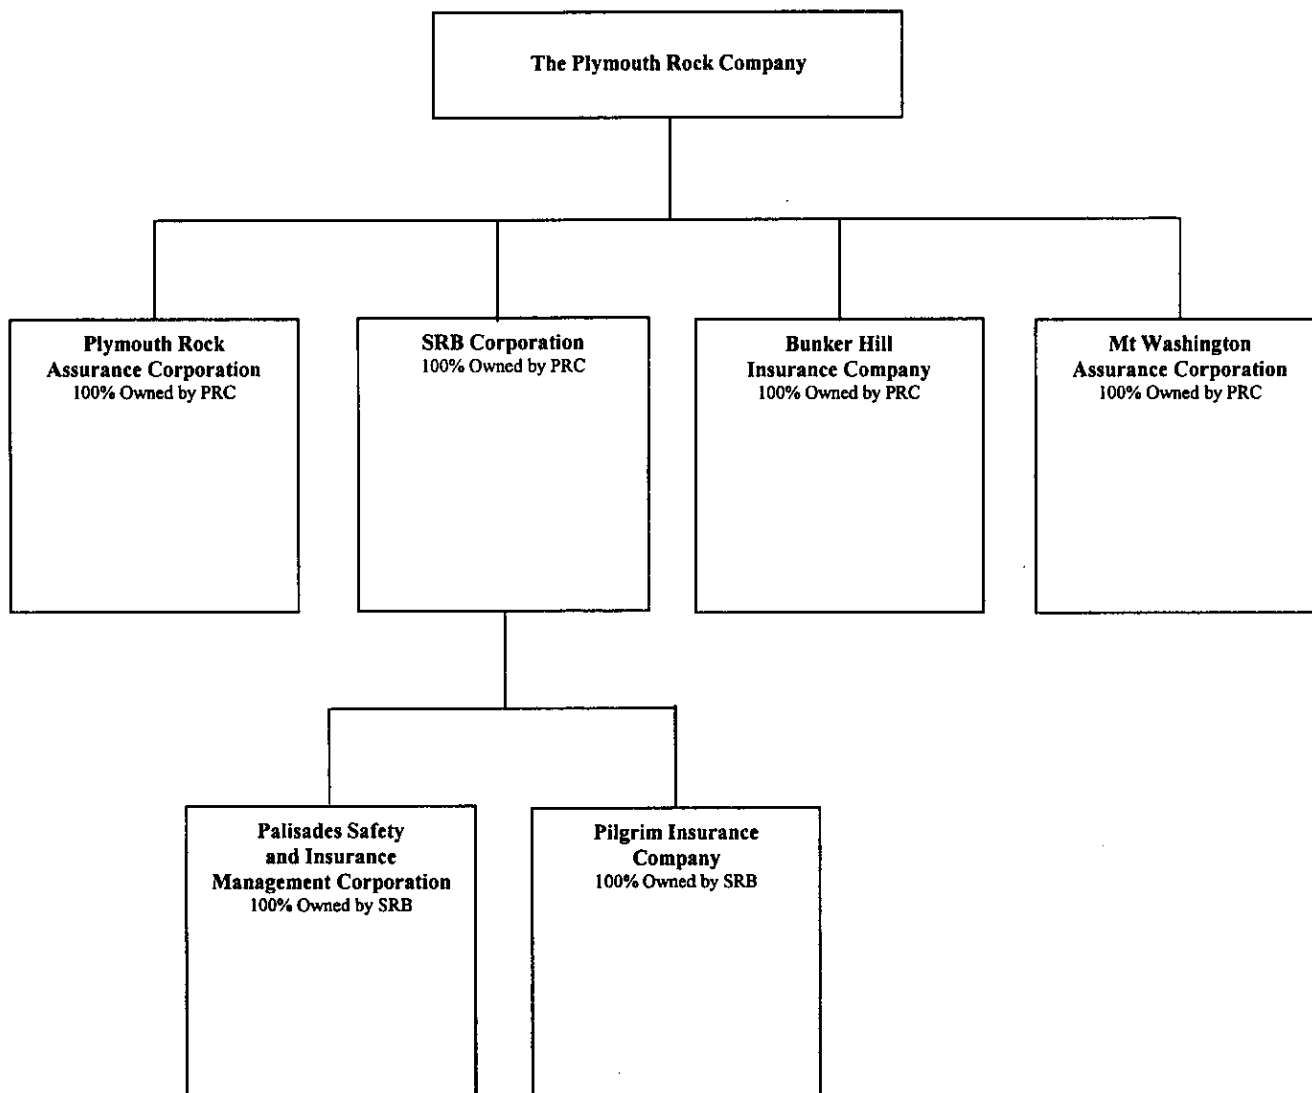 The Plymouth Rock Company
Plymouth Rock
Assurance Corporation
100% Owned by PRC
SRB Corporation
100% Owned by PRC
Bunker Hill
Insurance Company
100% Owned by PRC
Mt Washington
Assurance Corporation
100% Owned by PRC
Palisades Safety
and Insurance
Management Corporation
100% Owned by SRB
Pilgrim Insurance
Company
100% Owned by SRB